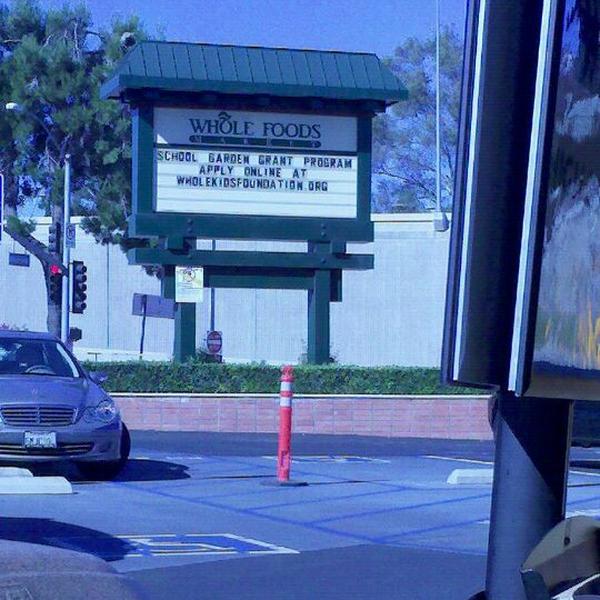 WHOLE FOODS
MARKET
SCHOOL GARDEN GRANT PROGRAM
APPLY ONLINE AT
WHOLEKIDSFOUNDATION.ORG